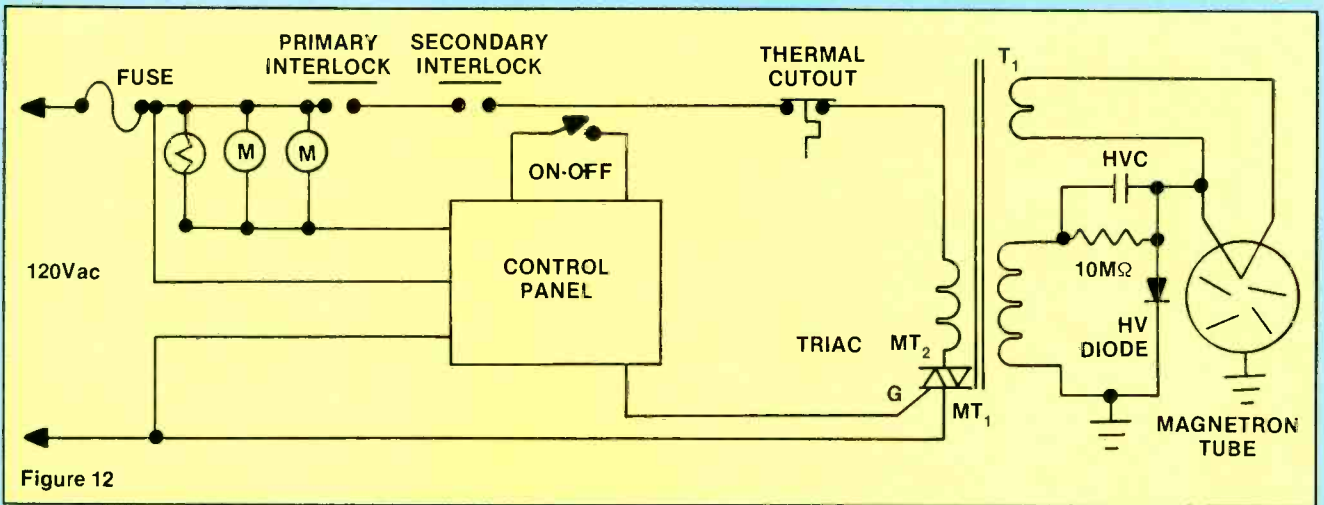 PRIMARY
INTERLOCK
SECONDARY
INTERLOCK
THERMAL
CUTOUT
T1
FUSE
M
M
ON-OFF
HVC
120Vac
CONTROL
PANEL
10MΩ
HV
DIODE
TRIAC
MT2
G
MT1
MAGNETRON
TUBE
Figure 12